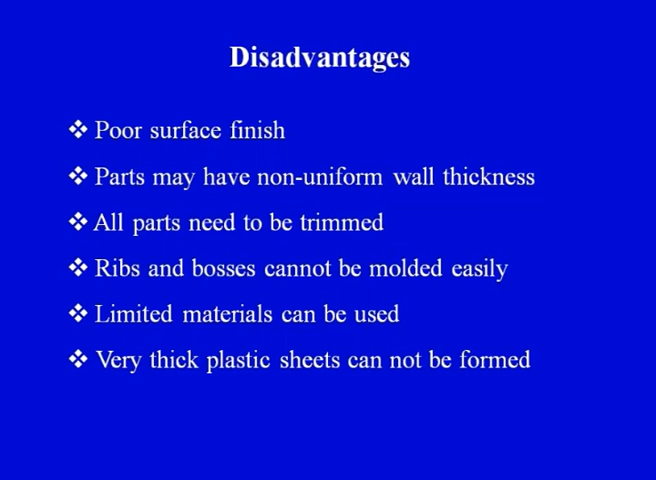 Disadvantages
❖ Poor surface finish
❖ Parts may have non-uniform wall thickness
❖ All parts need to be trimmed
❖ Ribs and bosses cannot be molded easily
❖ Limited materials can be used
❖ Very thick plastic sheets can not be formed